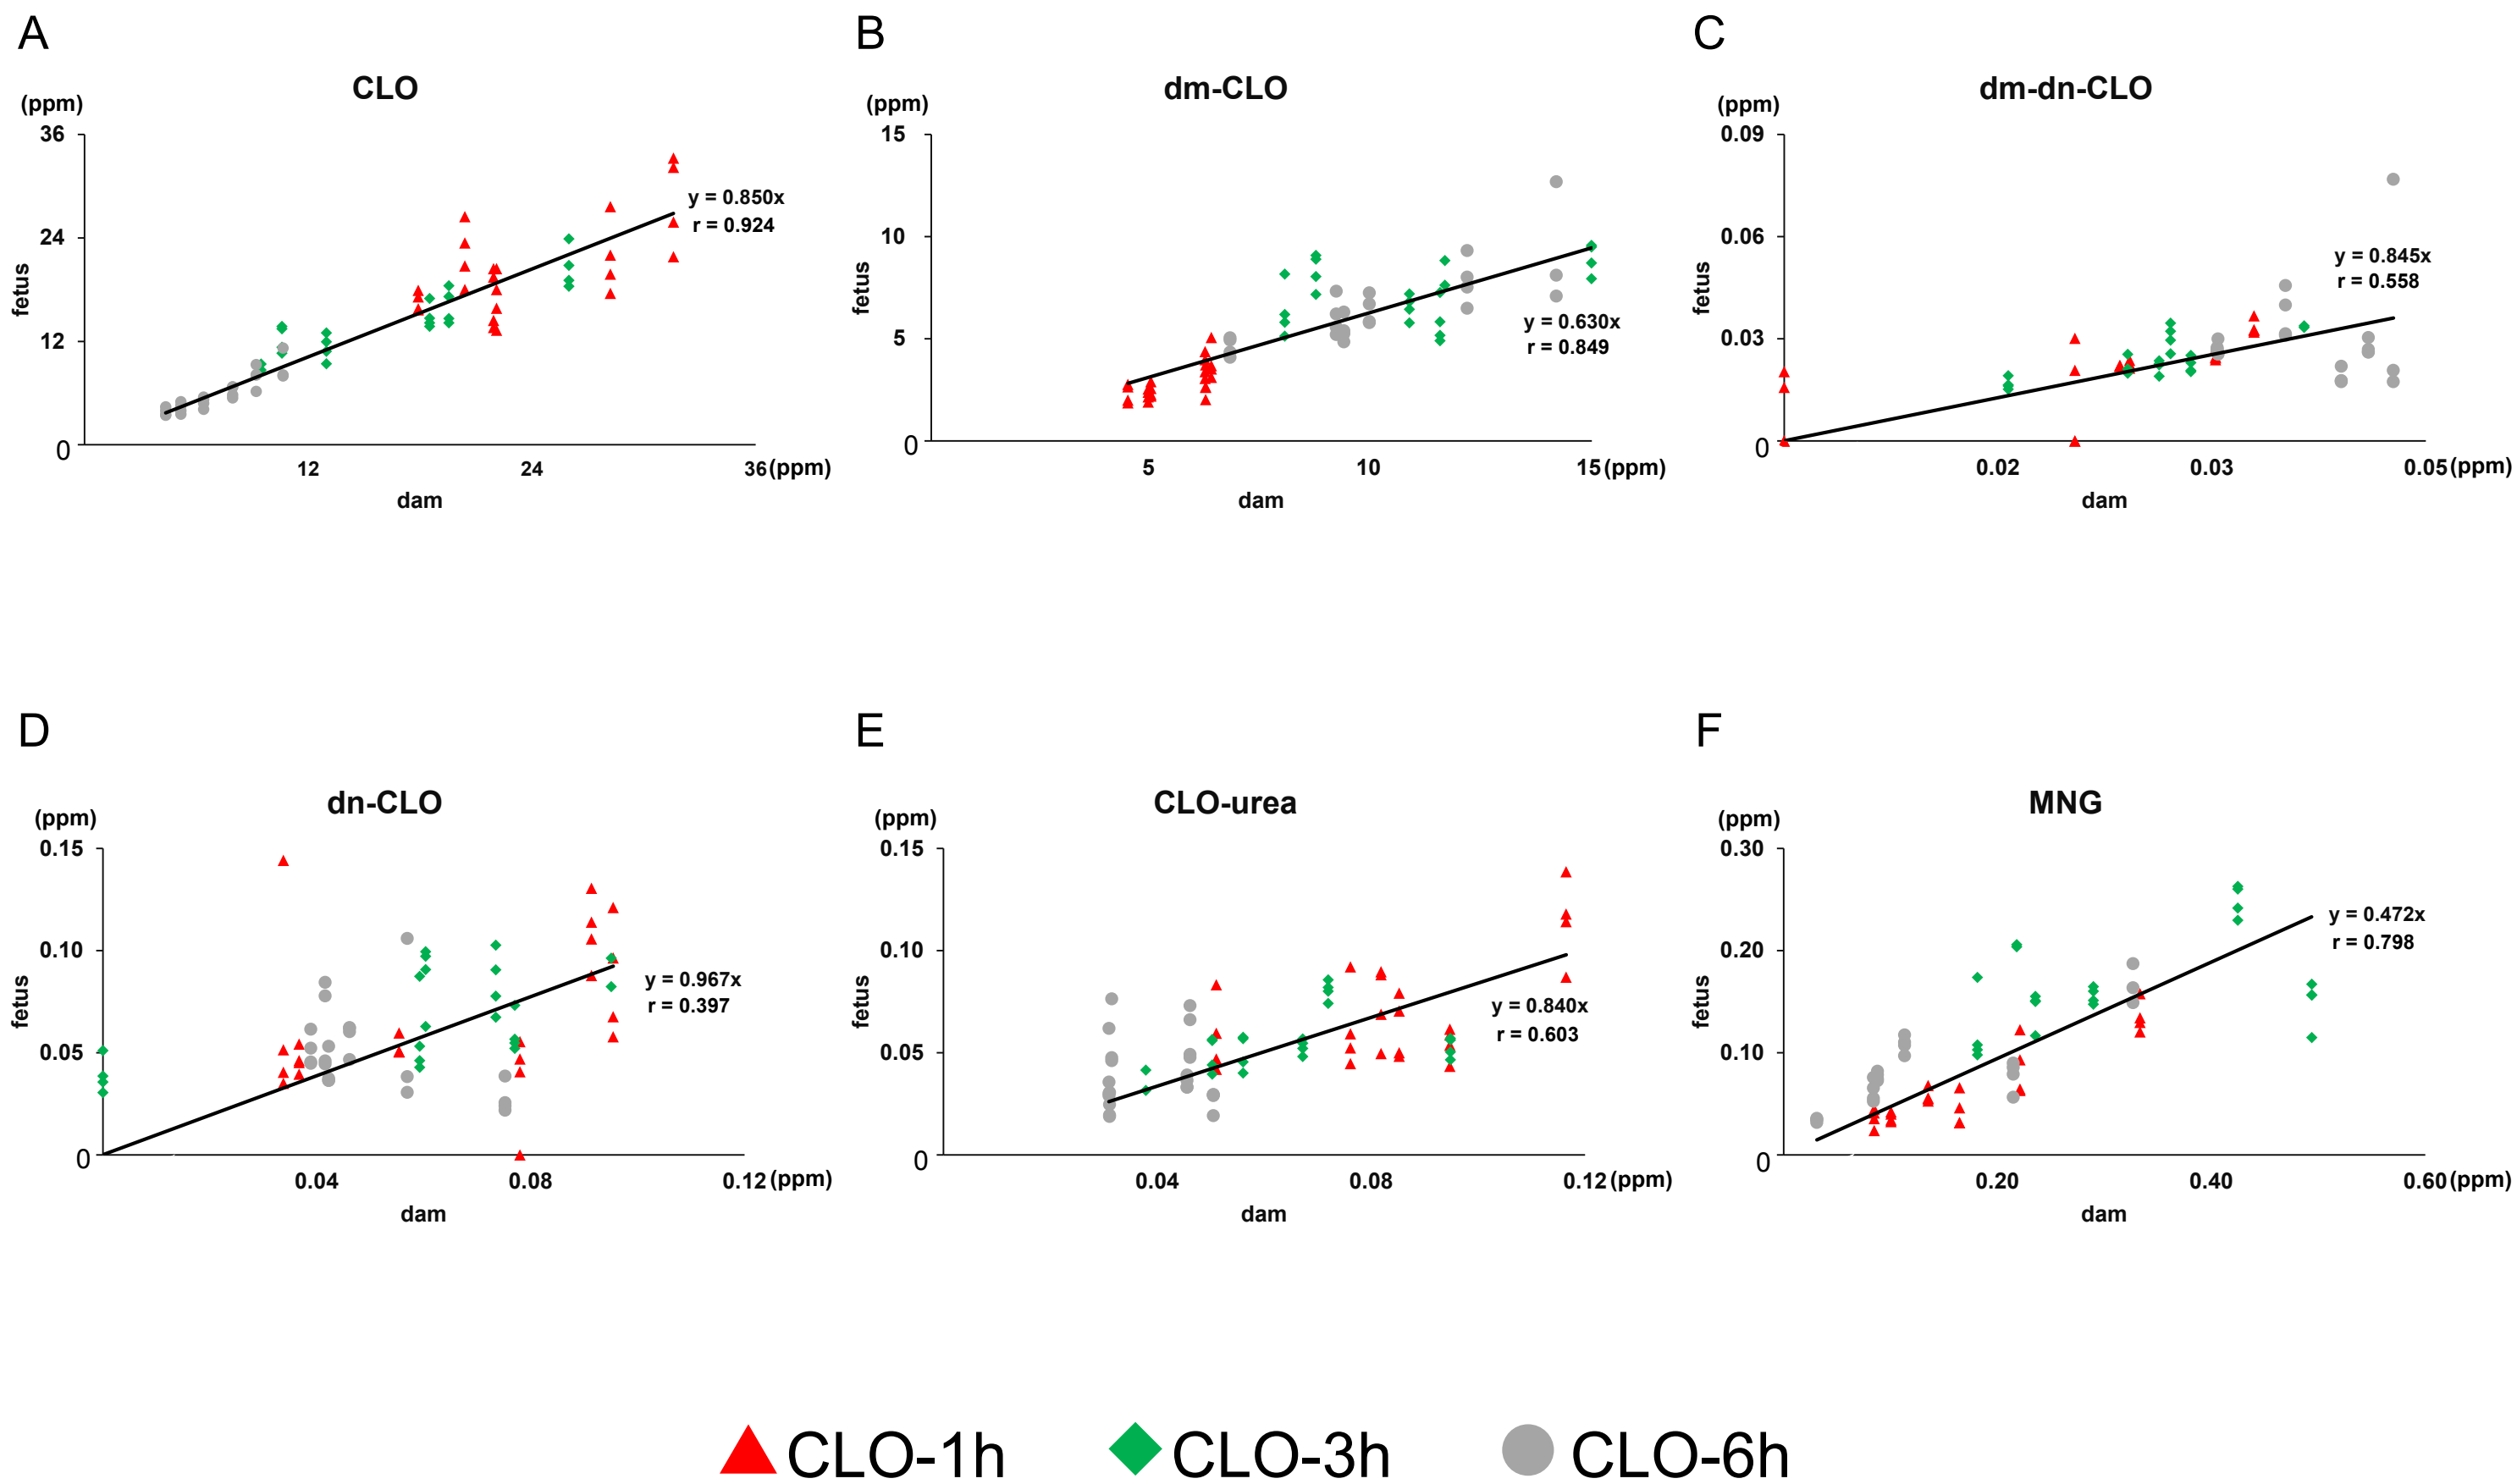 A
CLO
(ppm)
36
24
12
0
fetus
y = 0.850x
r = 0.924
12
24
36 (ppm)
dam
B
dm-CLO
(ppm)
15
10
5
0
fetus
y = 0.630x
r = 0.849
5
10
15 (ppm)
dam
C
dm-dn-CLO
(ppm)
0.09
0.06
0.03
0
fetus
y = 0.845x
r = 0.558
0.02
0.03
0.05 (ppm)
dam
D
dn-CLO
(ppm)
0.15
0.10
0.05
0
fetus
y = 0.967x
r = 0.397
0.04
0.08
0.12 (ppm)
dam
E
CLO-urea
(ppm)
0.15
0.10
0.05
0
fetus
y = 0.840x
r = 0.603
0.04
0.08
0.12 (ppm)
dam
F
MNG
(ppm)
0.30
0.20
0.10
0
fetus
y = 0.472x
r = 0.798
0.20
0.40
0.60 (ppm)
dam
CLO-1h
CLO-3h
CLO-6h